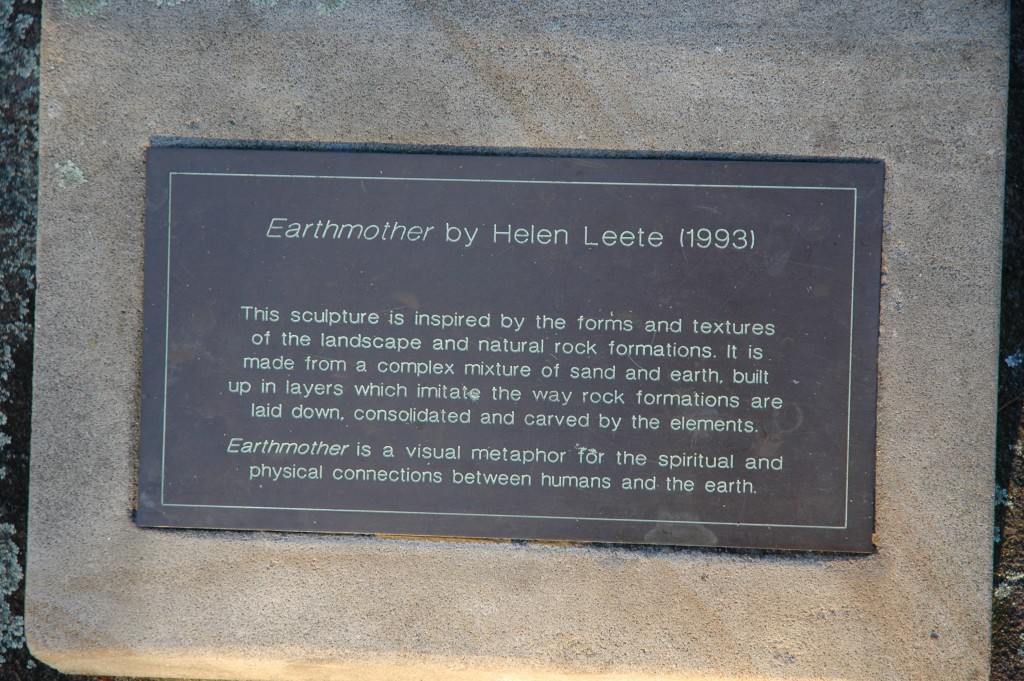 Earthmother by Helen Leete (1993)
This sculpture is inspired by the forms and textures
of the landscape and natural rock formations. It is
made from a complex mixture of sand and earth, built
up in layers which imitate the way rock formations are
laid down, consolidated and carved by the elements.
Earthmother is a visual metaphor for the spiritual and
physical connections between humans and the earth.